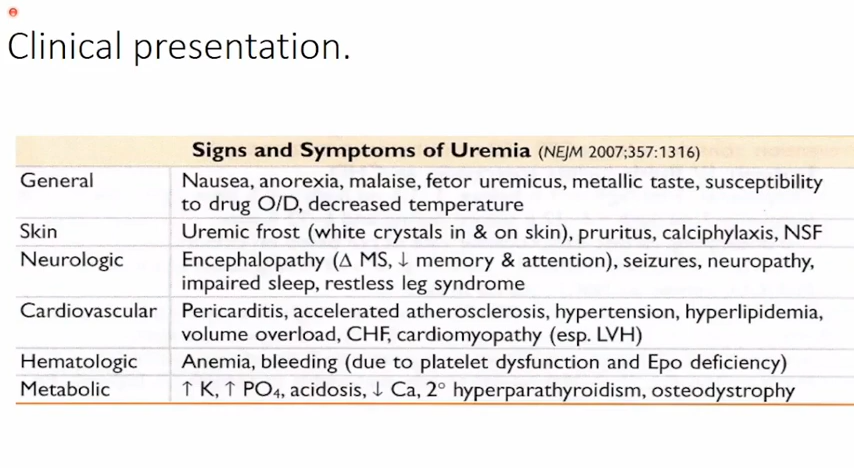 Clinical presentation.
Signs and Symptoms of Uremia (NEJM 2007;357:1316)
General Nausea, anorexia, malaise, fetor uremicus, metallic taste, susceptibility
to drug O/D, decreased temperature
Skin Uremic frost (white crystals in & on skin), pruritus, calciphylaxis, NSF
Neurologic Encephalopathy (Δ MS, ↓ memory & attention), seizures, neuropathy,
impaired sleep, restless leg syndrome
Cardiovascular Pericarditis, accelerated atherosclerosis, hypertension, hyperlipidemia,
volume overload, CHF, cardiomyopathy (esp. LVH)
Hematologic Anemia, bleeding (due to platelet dysfunction and Epo deficiency)
Metabolic ↑ K, ↑ PO₄, acidosis, ↓ Ca, 2° hyperparathyroidism, osteodystrophy